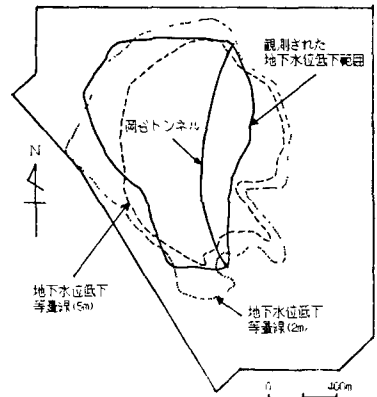 観測された
地下水位低下範囲
岡谷トンネル
N
地下水位低下
等量線(5m)
地下水位低下
等量線(2m)
0 400m